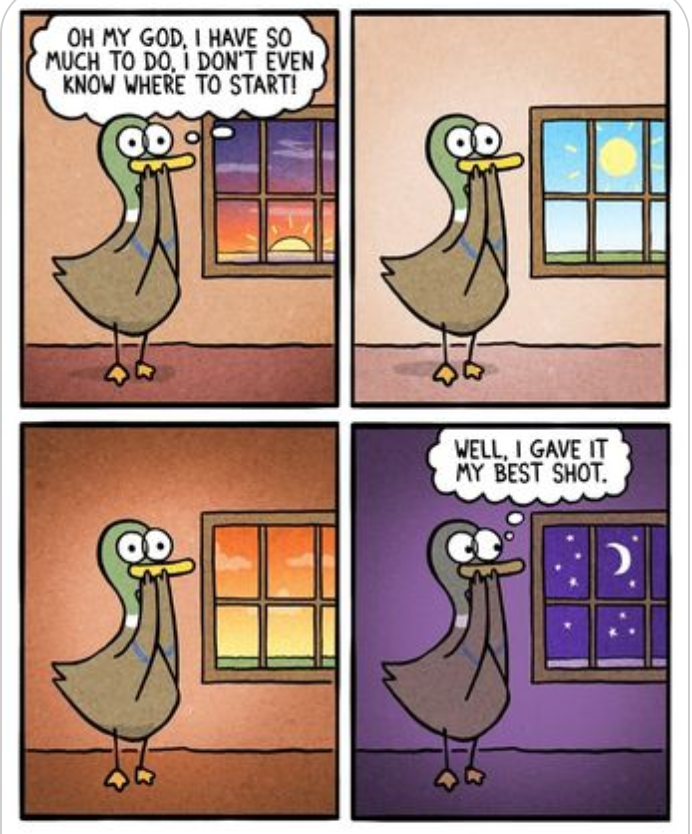 OH MY GOD, I HAVE SO
MUCH TO DO, I DON'T EVEN
KNOW WHERE TO START!
WELL, I GAVE IT
MY BEST SHOT.